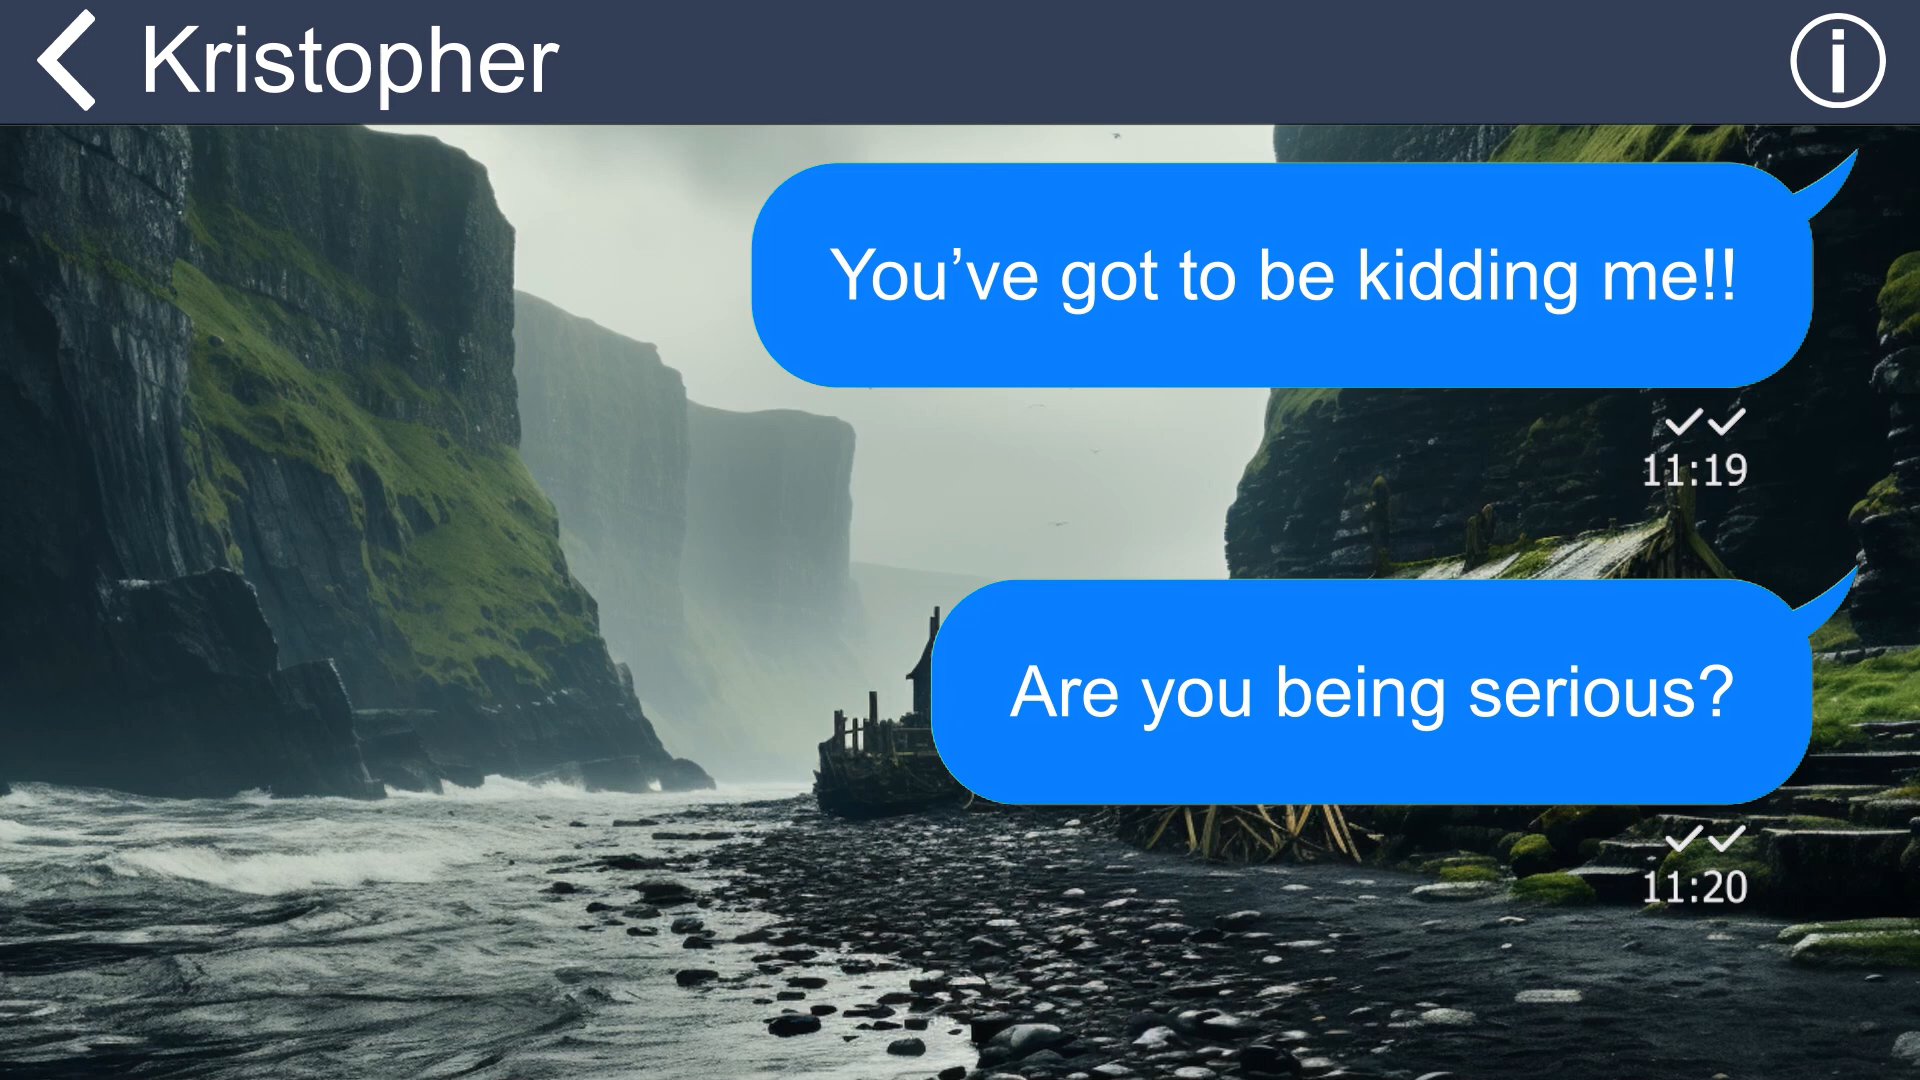 Kristopher
You’ve got to be kidding me!!
11:19
Are you being serious?
11:20